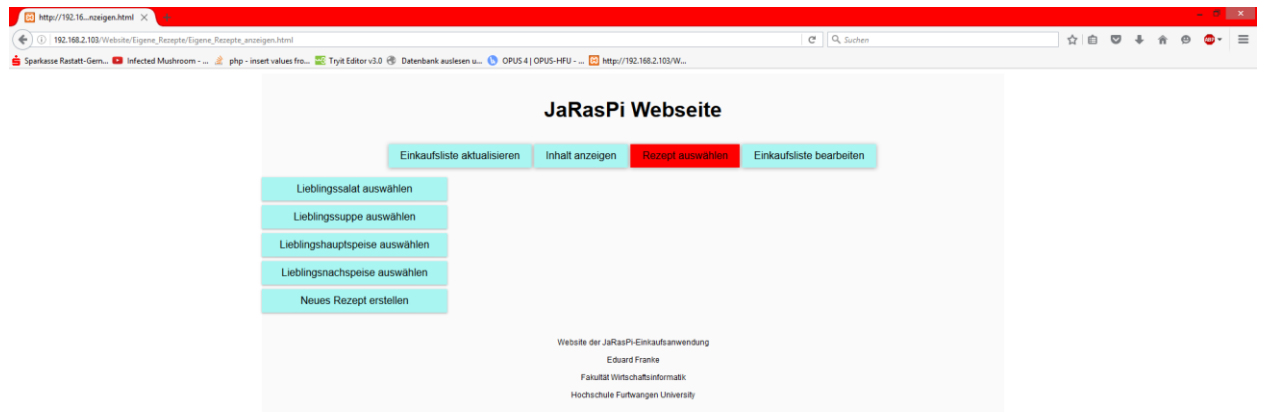 http://192.16...nzeigen.html
192.168.2.103/Website/Eigene_Rezepte/Eigene_Rezepte_anzeigen.html
Suchen
Sparkasse Rastatt-Gern... Infected Mushroom - ... php - insert values fro... Tryit Editor v3.0 Datenbank auslesen u... OPUS 4 | OPUS-HFU - ... http://192.168.2.103/W...
JaRasPi Webseite
Einkaufsliste aktualisieren Inhalt anzeigen Rezept auswählen Einkaufsliste bearbeiten
Lieblingssalat auswählen
Lieblingssuppe auswählen
Lieblingshauptspeise auswählen
Lieblingsnachspeise auswählen
Neues Rezept erstellen
Website der JaRasPi-Einkaufsanwendung
Eduard Franke
Fakultät Wirtschaftsinformatik
Hochschule Furtwangen University